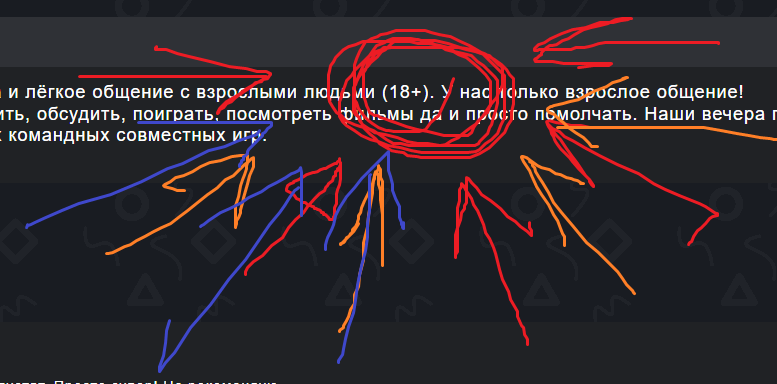 и лёгкое общение с взрослыми людьми (18+). У нас только взрослое общение!
ить, обсудить, поиграть, посмотреть фильмы да и просто помолчать. Наши вечера п
х командных совместных игр.